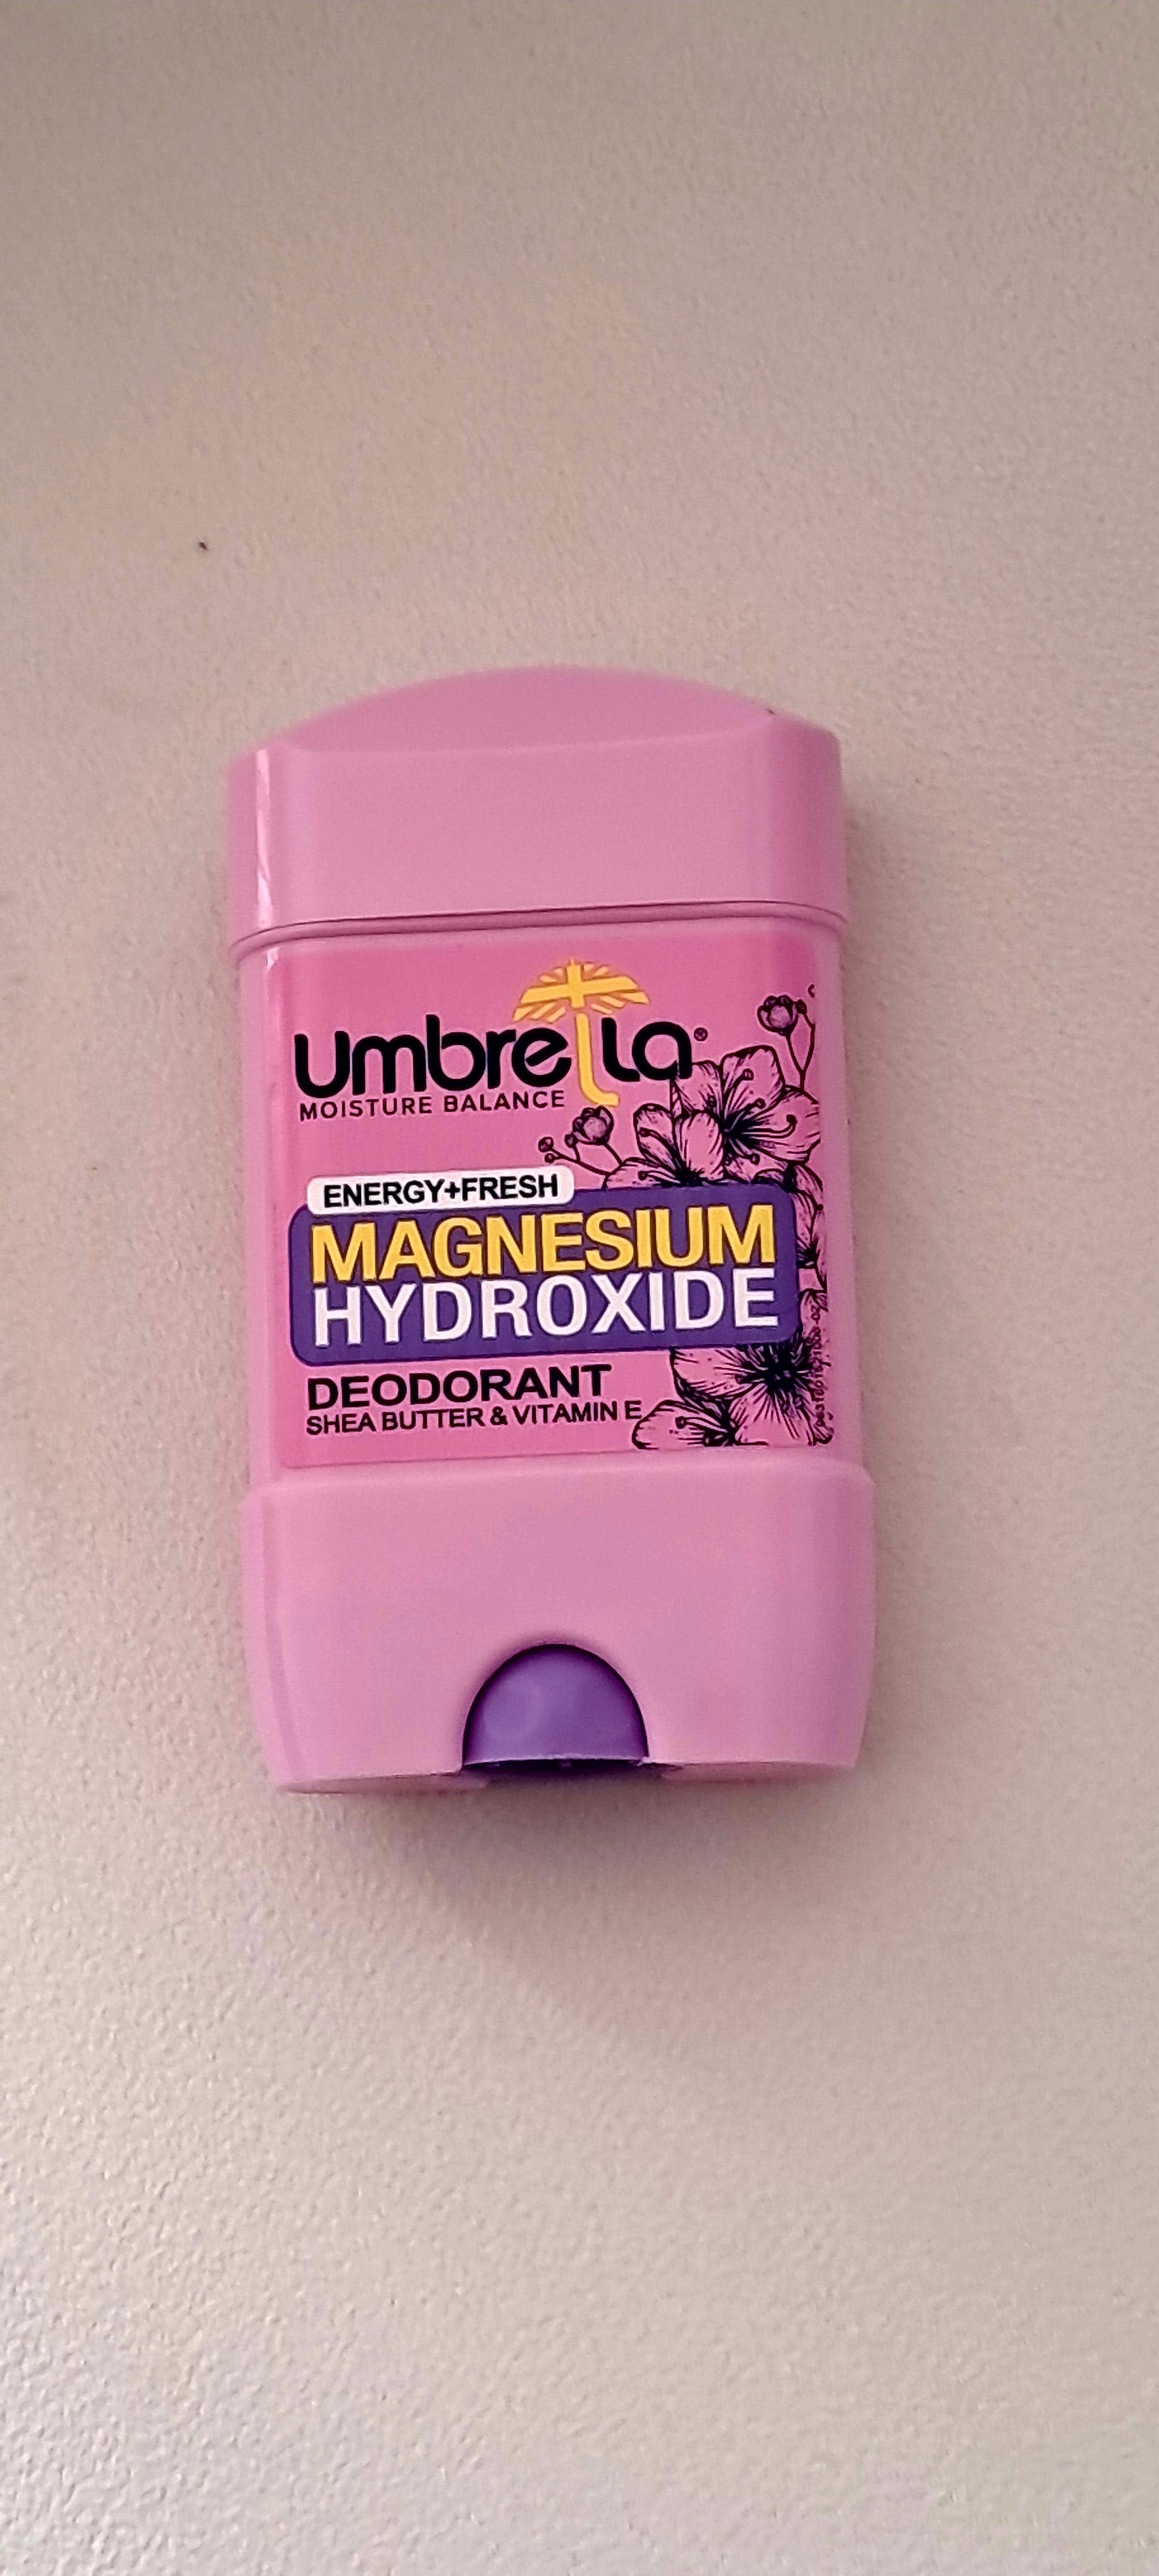 Umbrella®
MOISTURE BALANCE
ENERGY+FRESH
MAGNESIUM
HYDROXIDE
DEODORANT
SHEA BUTTER & VITAMIN E